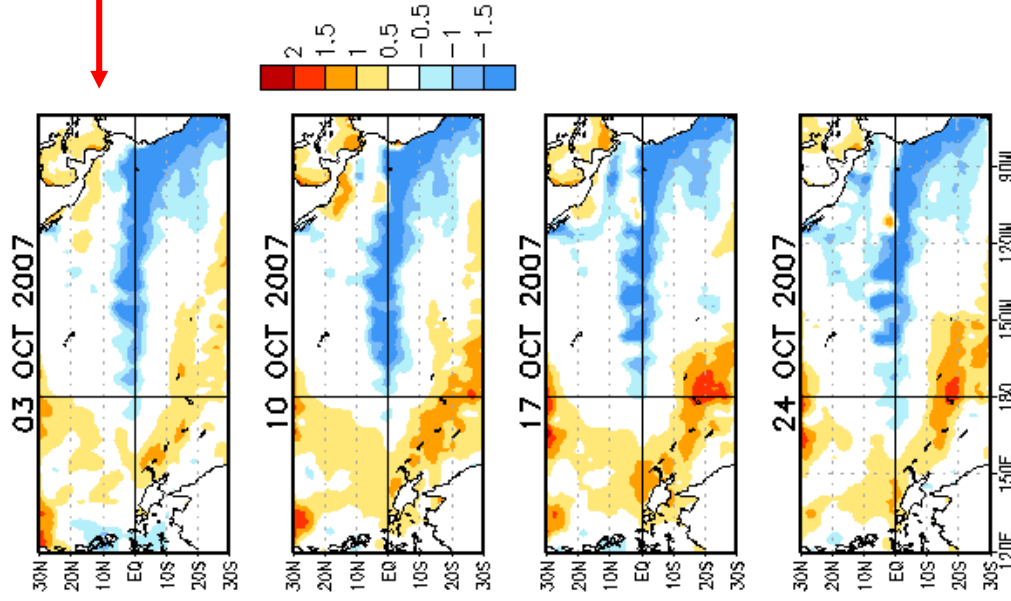 03 OCT 2007
30N
20N
10N
EQ
10S
20S
30S
10 OCT 2007
30N
20N
10N
EQ
10S
20S
30S
17 OCT 2007
30N
20N
10N
EQ
10S
20S
30S
24 OCT 2007
30N
20N
10N
EQ
10S
20S
30S
120E 150E 180 150W 120W 90W
2
1.5
1
0.5
-0.5
-1
-1.5